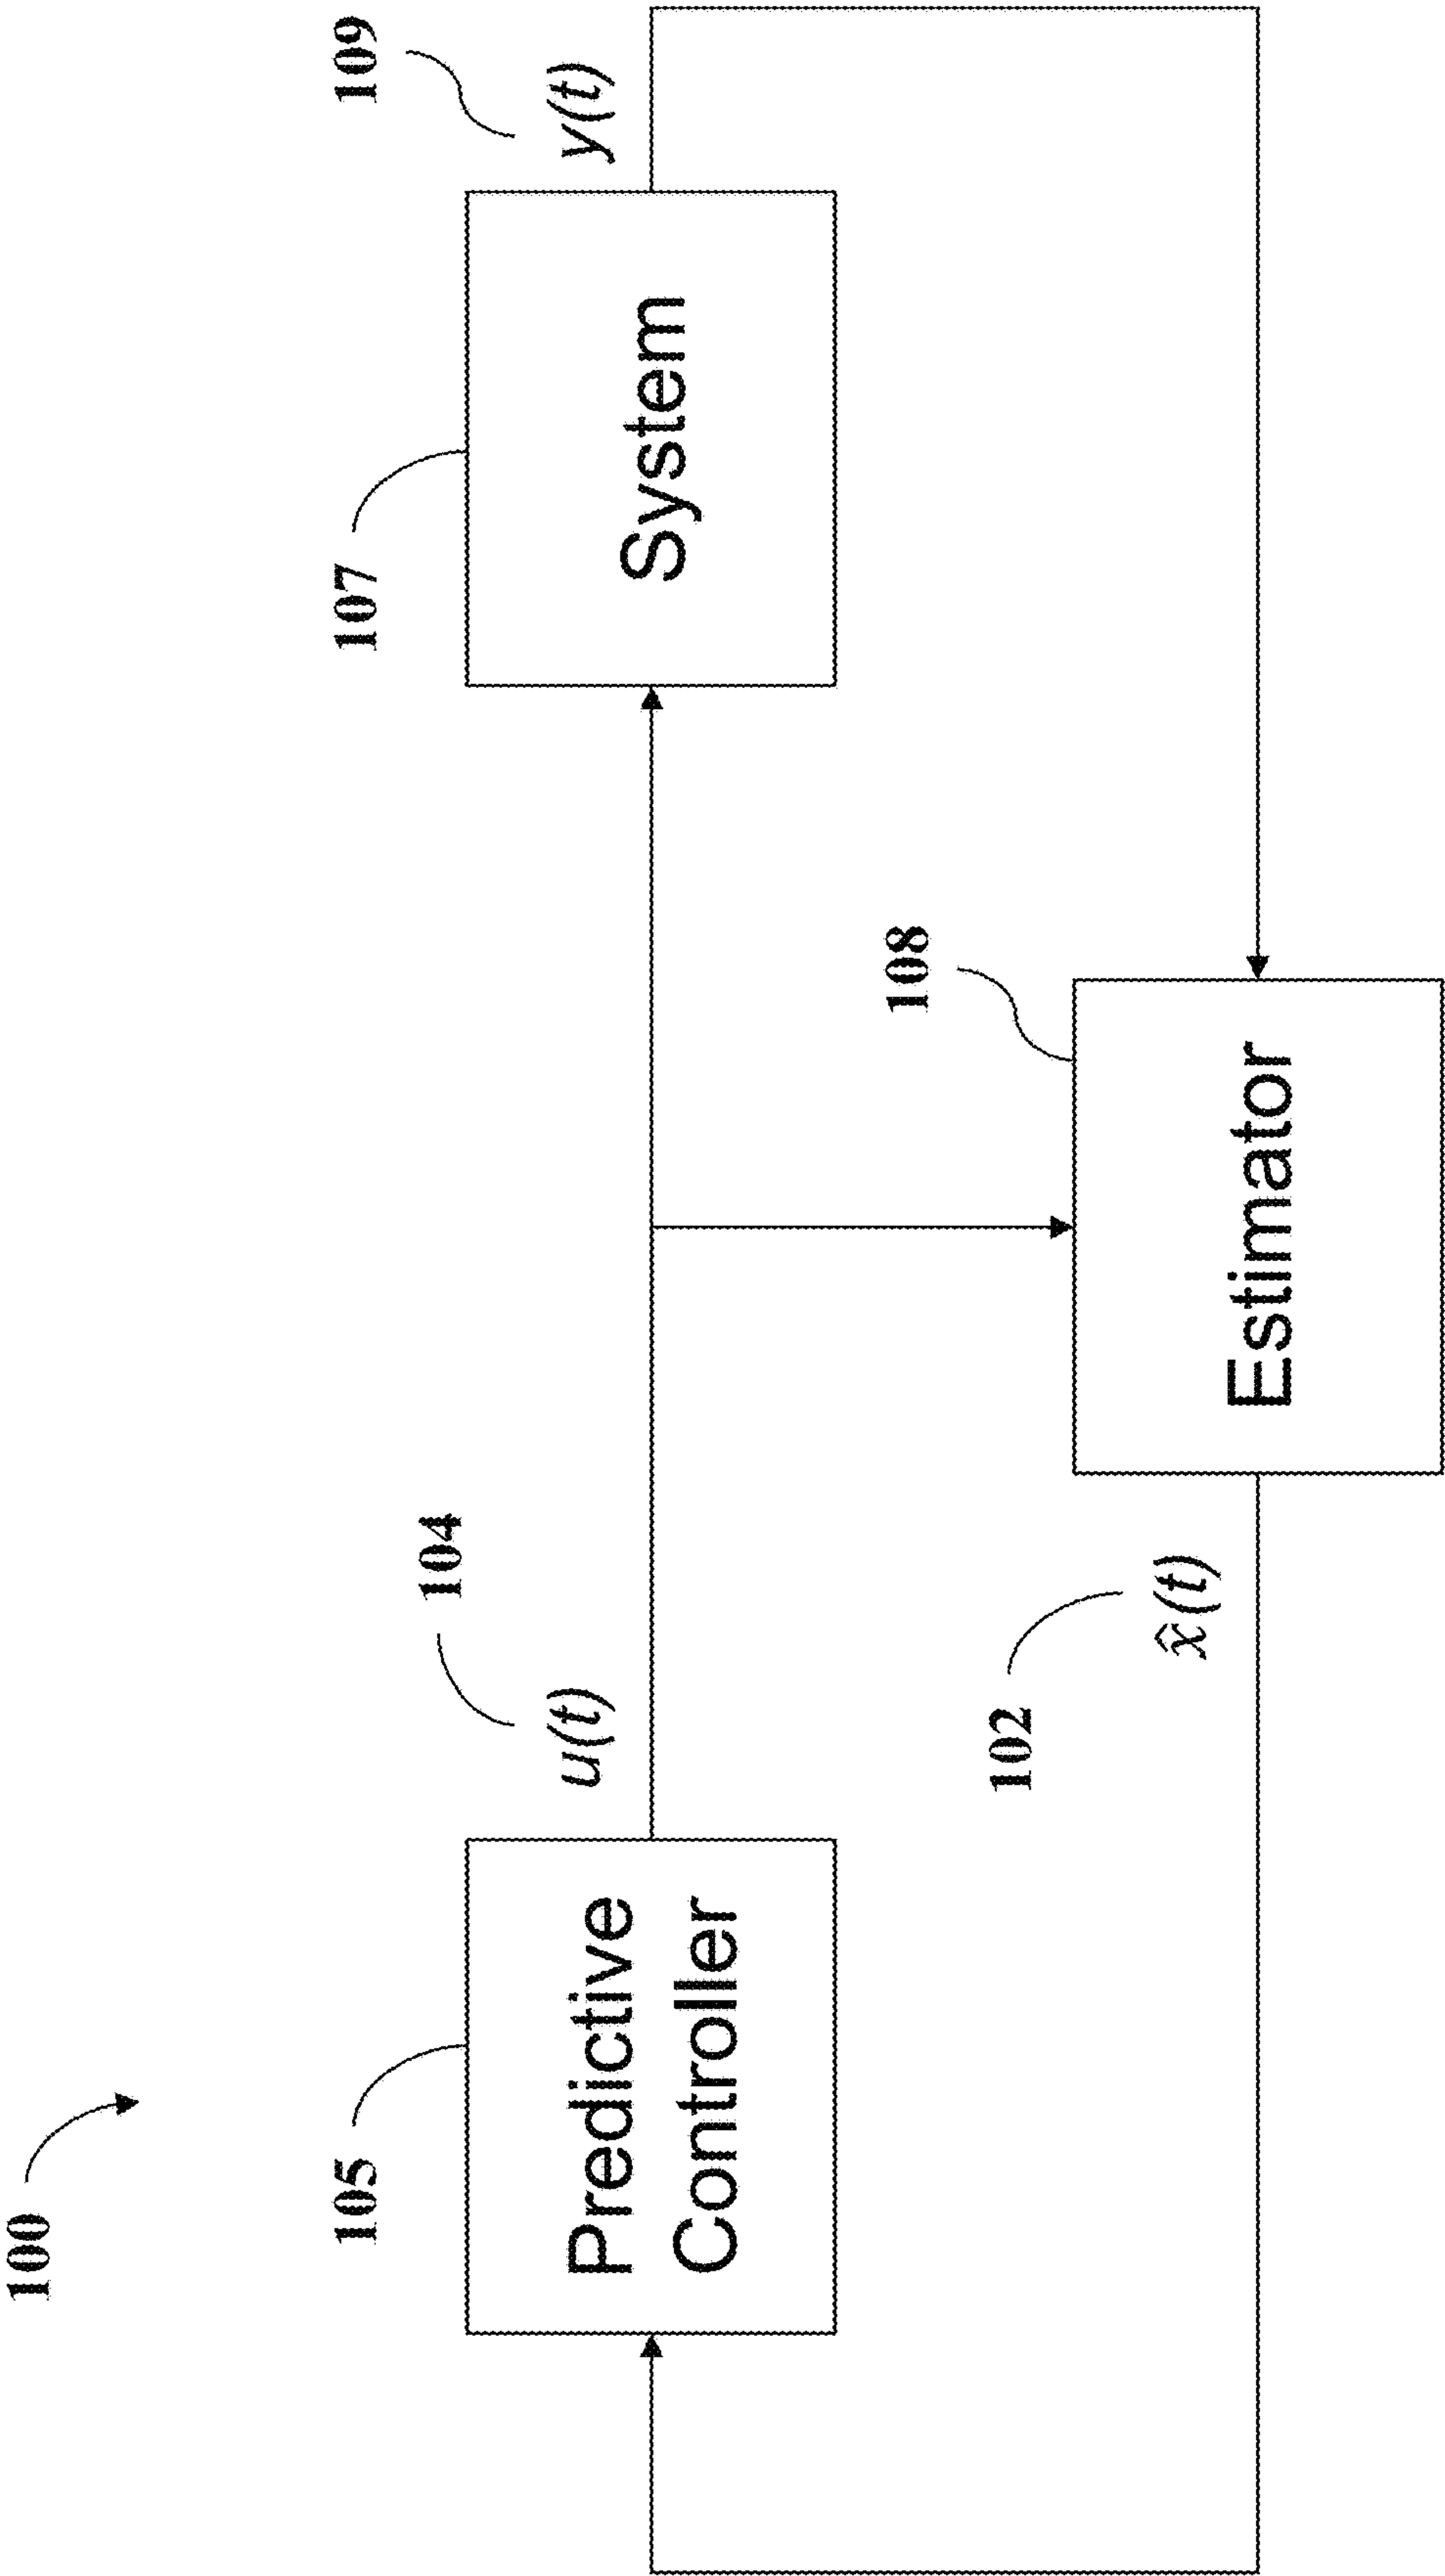 100
105
Predictive
Controller
104
u(t)
107
System
109
y(t)
102
x̂(t)
108
Estimator